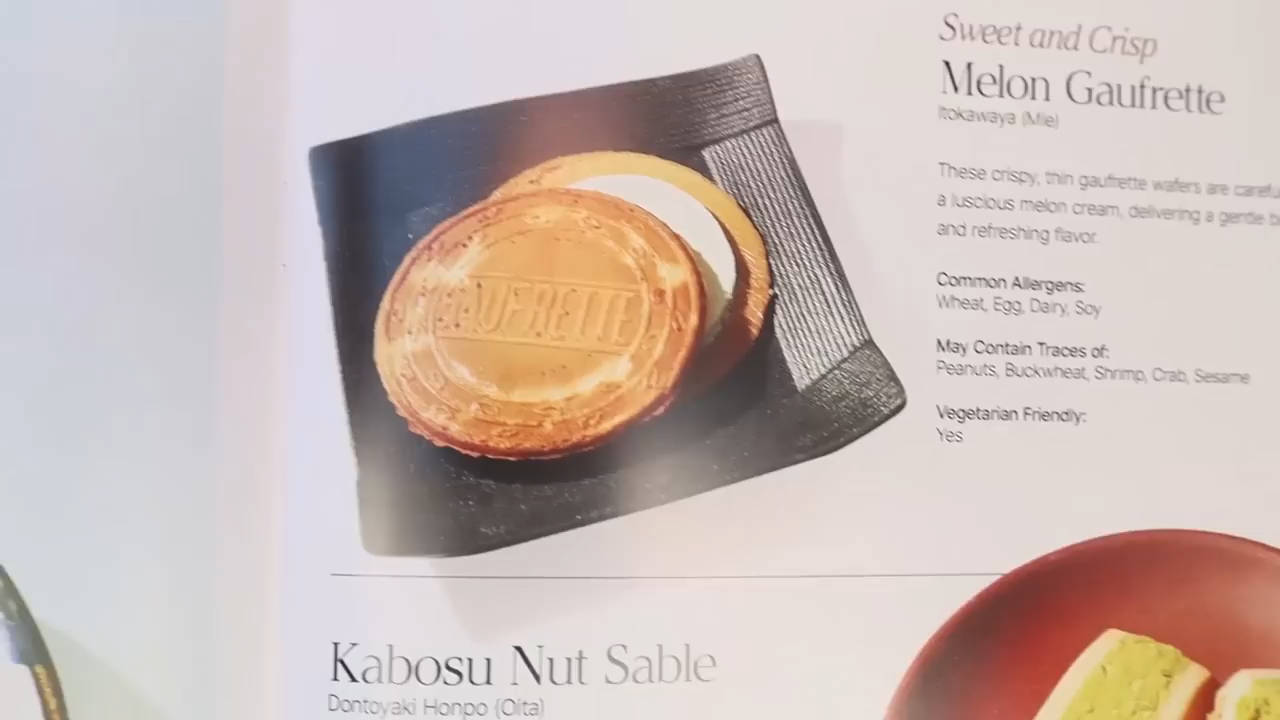 Sweet and Crisp
Melon Gaufrette
Itokawaya (Mie)
These crispy, thin gaufrette wafers are
a luscious melon cream, delivering a gentle
and refreshing flavor.
Common Allergens:
Wheat, Egg, Dairy, Soy
May Contain Traces of:
Peanuts, Buckwheat, Shrimp, Crab, Sesame
Vegetarian Friendly:
Yes
GAUFRETTE
Kabosu Nut Sable
Dontoyaki Honpo (Oita)